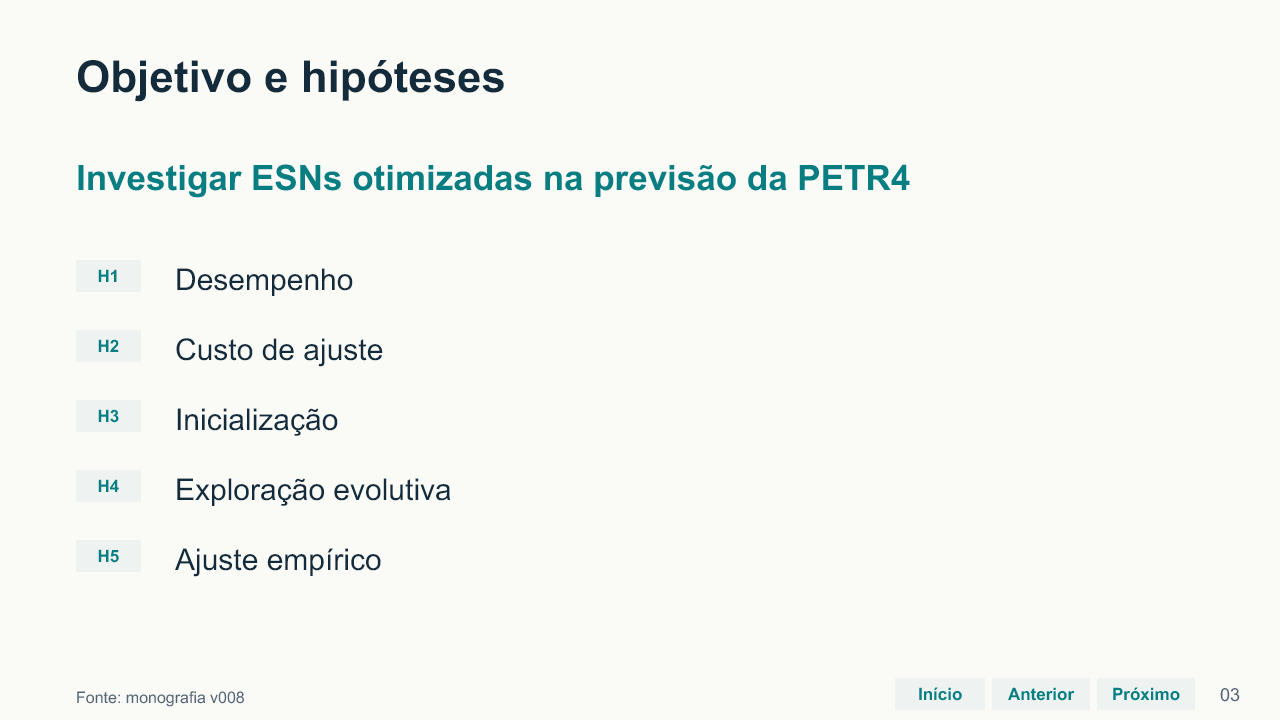 Objetivo e hipóteses
Investigar ESNs otimizadas na previsão da PETR4
H1 Desempenho
H2 Custo de ajuste
H3 Inicialização
H4 Exploração evolutiva
H5 Ajuste empírico
Fonte: monografia v008
Início Anterior Próximo 03